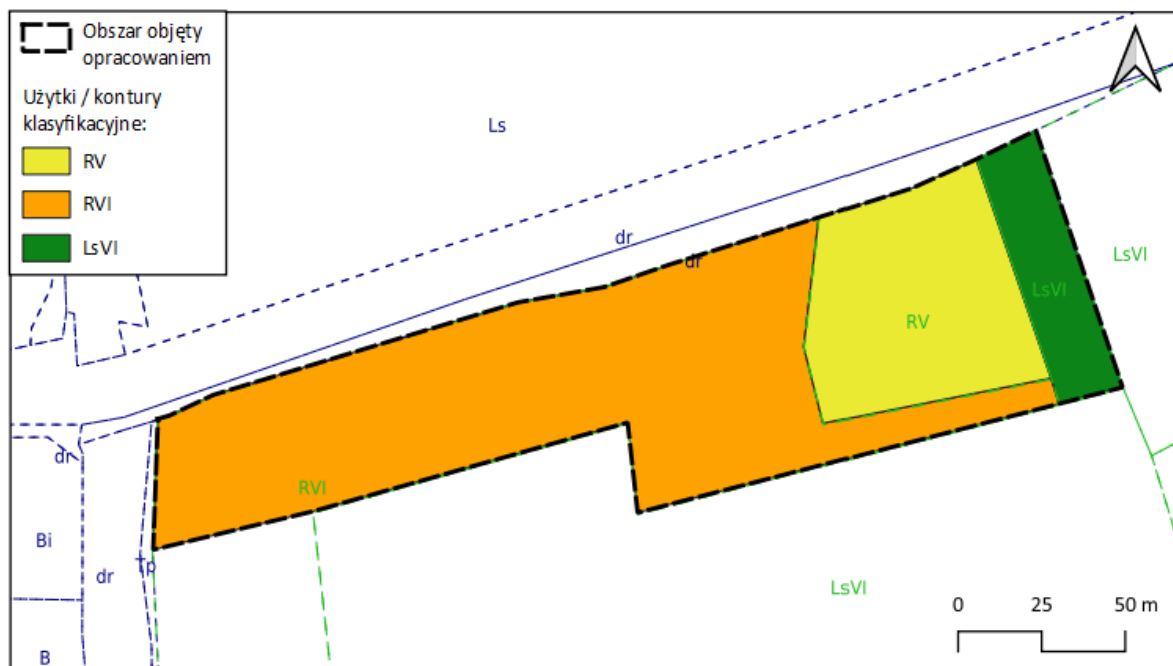 Obszar objęty
opracowaniem
Użytki / kontury
klasyfikacyjne:
RV
RVI
LsVI
Ls
dr
dr
LsVI
LsVI
RV
dr
RVI
Bi
dr
Tp
LsVI
B
0 25 50 m